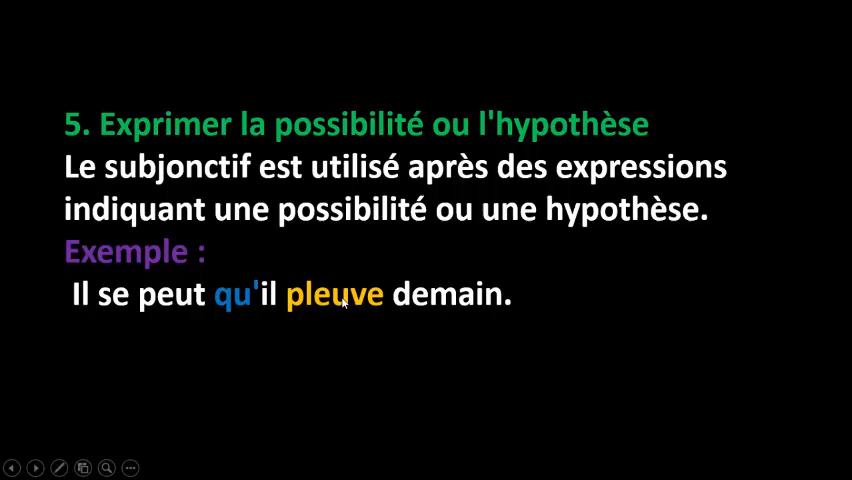 5. Exprimer la possibilité ou l'hypothèse
Le subjonctif est utilisé après des expressions
indiquant une possibilité ou une hypothèse.
Exemple :
Il se peut qu'il pleuve demain.